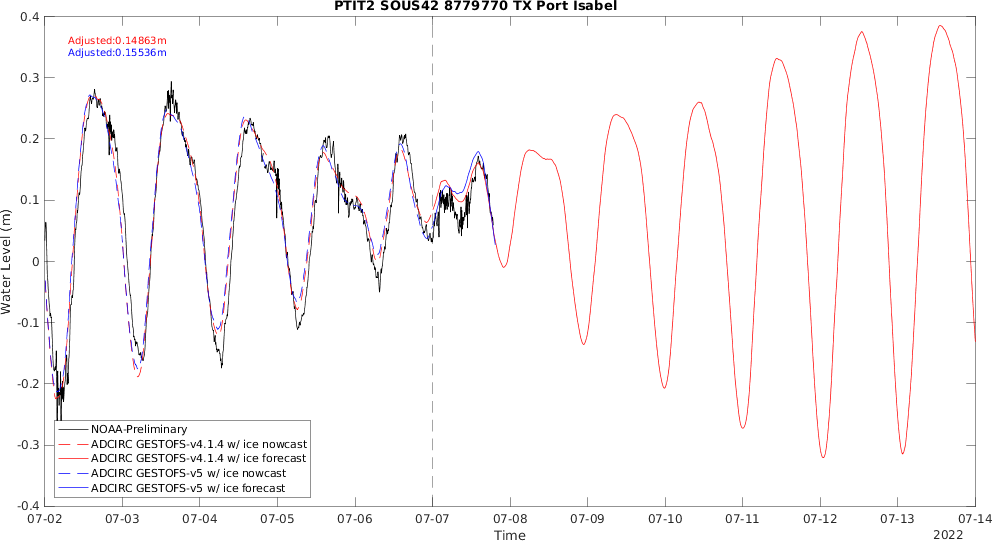 PTIT2 SOUS42 8779770 TX Port Isabel
Adjusted:0.14863m
Adjusted:0.15536m
Water Level (m)
0.4
0.3
0.2
0.1
0
-0.1
-0.2
-0.3
-0.4
NOAA-Preliminary
ADCIRC GESTOFS-v4.1.4 w/ ice nowcast
ADCIRC GESTOFS-v4.1.4 w/ ice forecast
ADCIRC GESTOFS-v5 w/ ice nowcast
ADCIRC GESTOFS-v5 w/ ice forecast
07-02 07-03 07-04 07-05 07-06 07-07 07-08 07-09 07-10 07-11 07-12 07-13 07-14
Time
2022